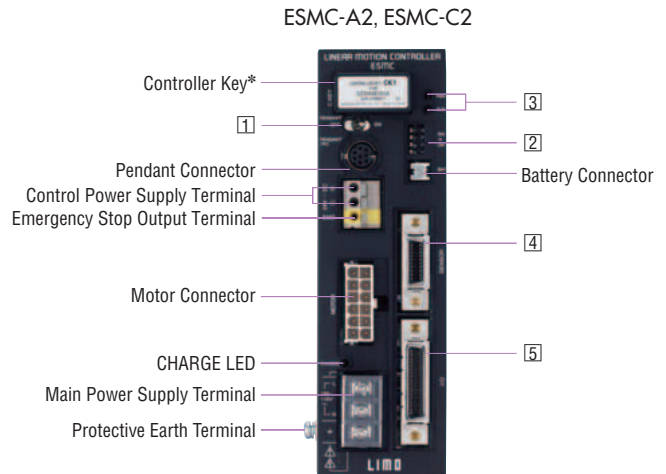 ESMC-A2, ESMC-C2
LINEAR MOTION CONTROLLER
ESMC
Controller Key*
1
3
2
Pendant Connector
Battery Connector
Control Power Supply Terminal
Emergency Stop Output Terminal
4
SENSOR
Motor Connector
MOTOR
5
I/O
CHARGE LED
Main Power Supply Terminal
Protective Earth Terminal
LIMO